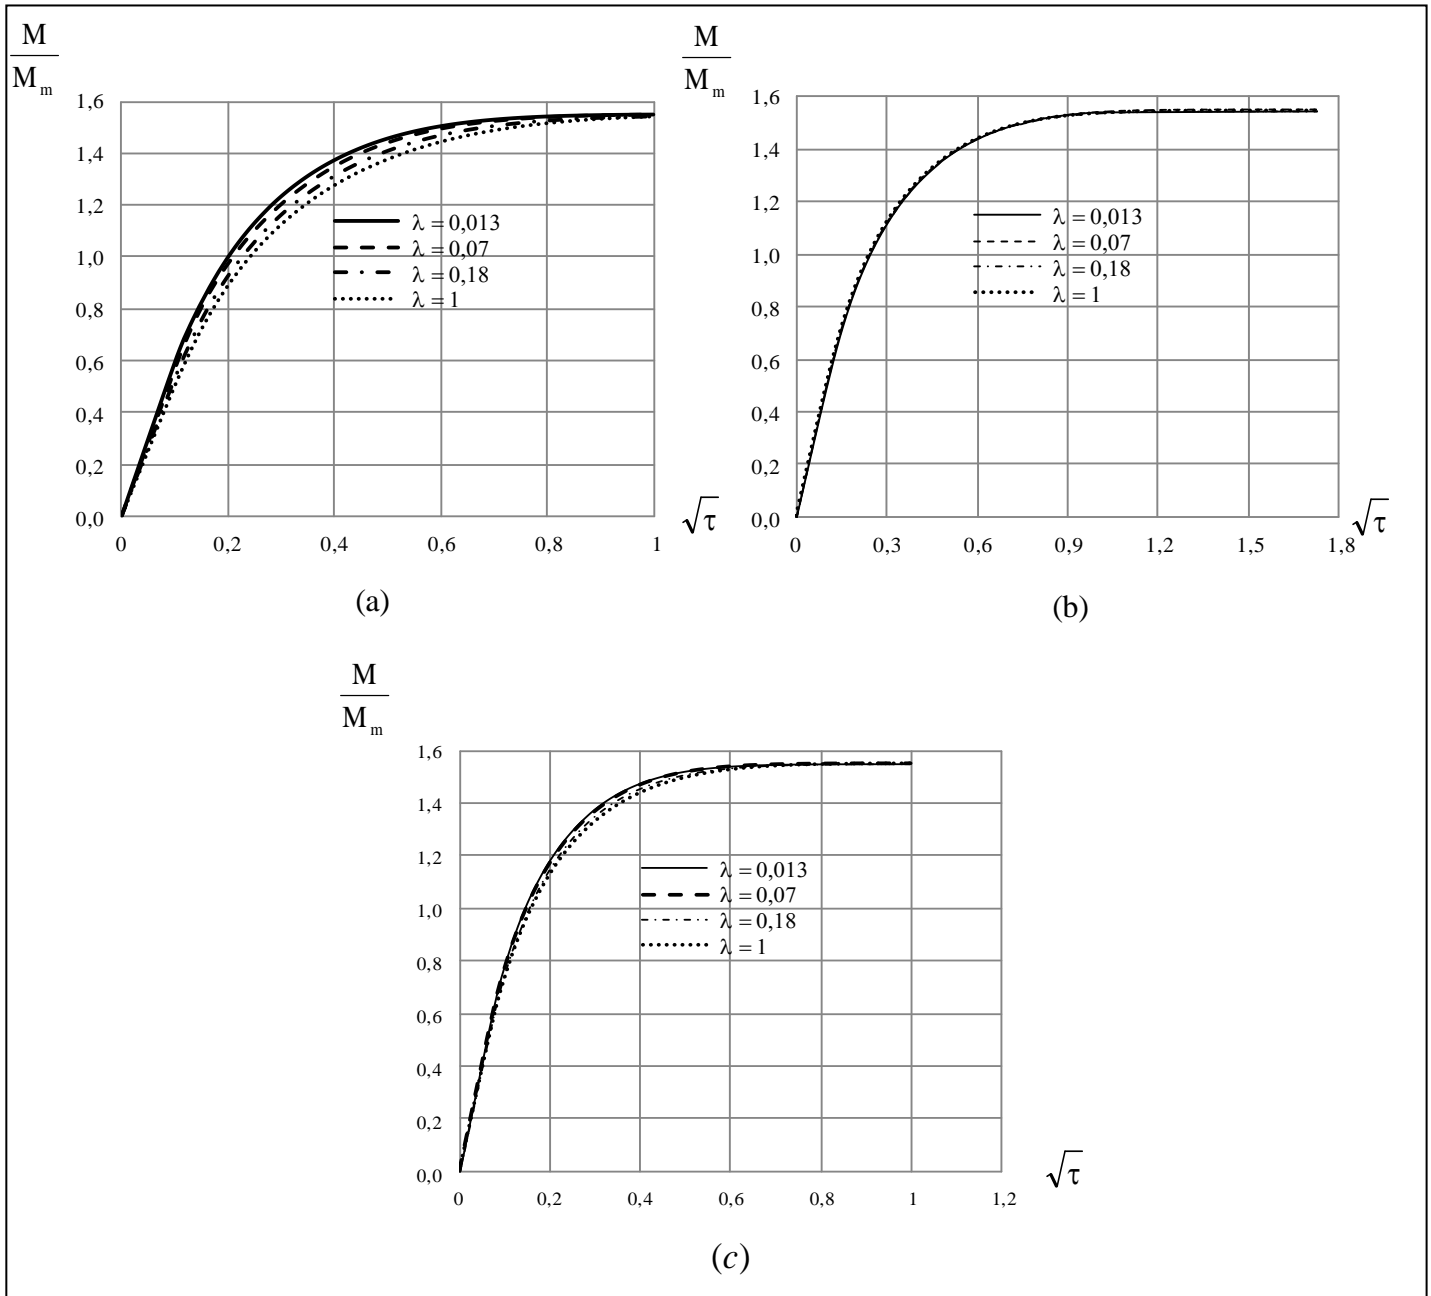 M
M m
1,6
1,4
1,2
1,0
0,8
0,6
0,4
0,2
0,0
λ = 0,013
λ = 0,07
λ = 0,18
λ = 1
0 0,2 0,4 0,6 0,8 1
√τ
(a)
M
M m
1,6
1,4
1,2
1,0
0,8
0,6
0,4
0,2
0,0
λ = 0,013
λ = 0,07
λ = 0,18
λ = 1
0 0,3 0,6 0,9 1,2 1,5 1,8
√τ
(b)
M
M m
1,6
1,4
1,2
1,0
0,8
0,6
0,4
0,2
0,0
λ = 0,013
λ = 0,07
λ = 0,18
λ = 1
0 0,2 0,4 0,6 0,8 1 1,2
√τ
(c)